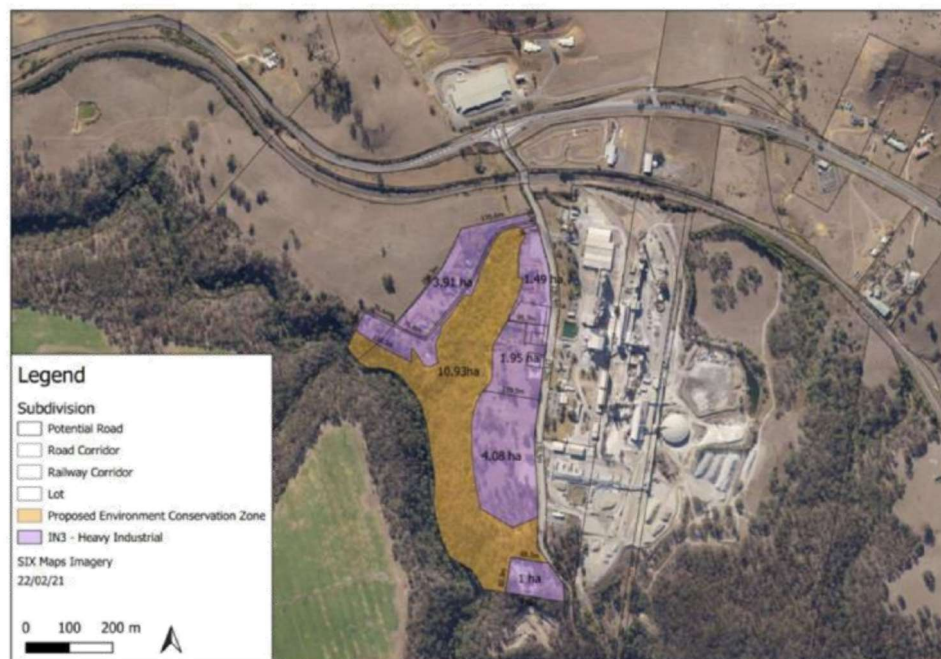 3.91 ha
1.49 ha
1.95 ha
10.93ha
4.08 ha
1 ha
Legend
Subdivision
Potential Road
Road Corridor
Railway Corridor
Lot
Proposed Environment Conservation Zone
IN3 - Heavy Industrial
SIX Maps Imagery
22/02/21
0 100 200 m